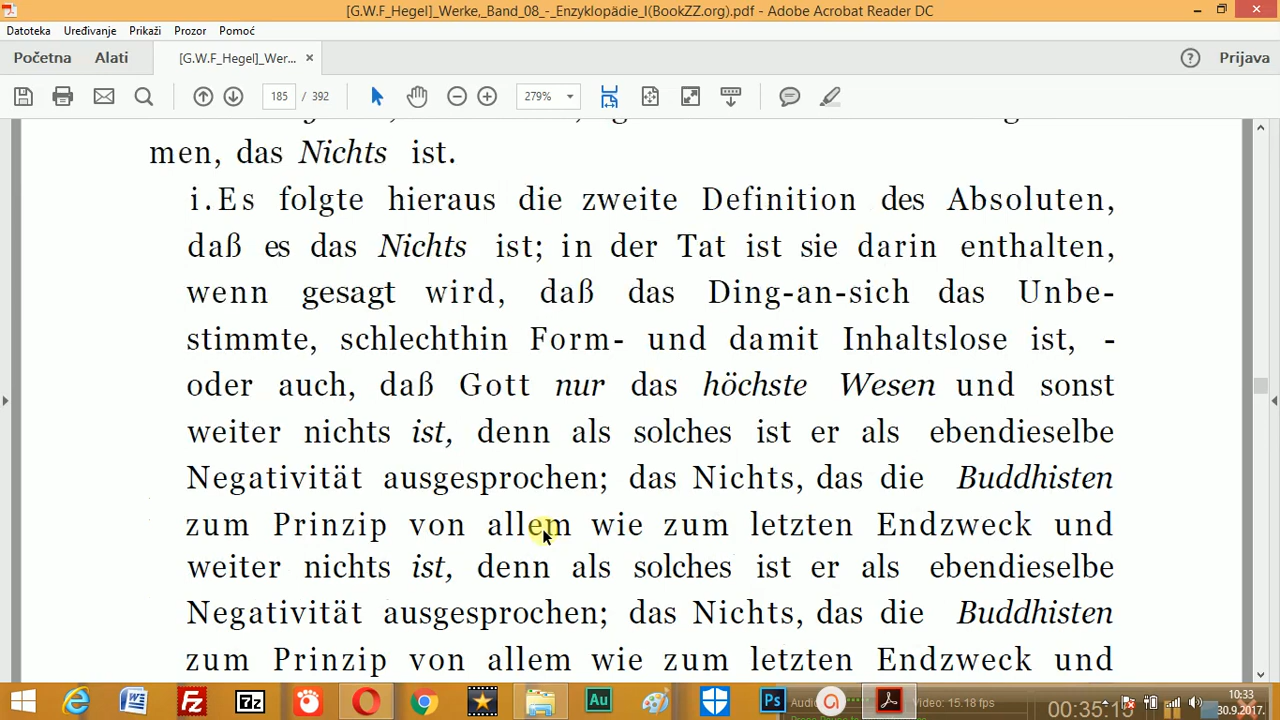 [G.W.F_Hegel]_Werke,_Band_08_-_Enzyklopädie_I(BookZZ.org).pdf - Adobe Acrobat Reader DC
Datoteka Uređivanje Prikaži Prozor Pomoć
Početna Alati [G.W.F_Hegel]_Wer... × Prijava
185 / 392 279%
men, das Nichts ist.
i.Es folgte hieraus die zweite Definition des Absoluten,
daß es das Nichts ist; in der Tat ist sie darin enthalten,
wenn gesagt wird, daß das Ding-an-sich das Unbe-
stimmte, schlechthin Form- und damit Inhaltslose ist, -
oder auch, daß Gott nur das höchste Wesen und sonst
weiter nichts ist, denn als solches ist er als ebendieselbe
Negativität ausgesprochen; das Nichts, das die Buddhisten
zum Prinzip von allem wie zum letzten Endzweck und
weiter nichts ist, denn als solches ist er als ebendieselbe
Negativität ausgesprochen; das Nichts, das die Buddhisten
zum Prinzip von allem wie zum letzten Endzweck und
Audio Video: 15.18 fps 00:35:10 10:33
30.9.2017.